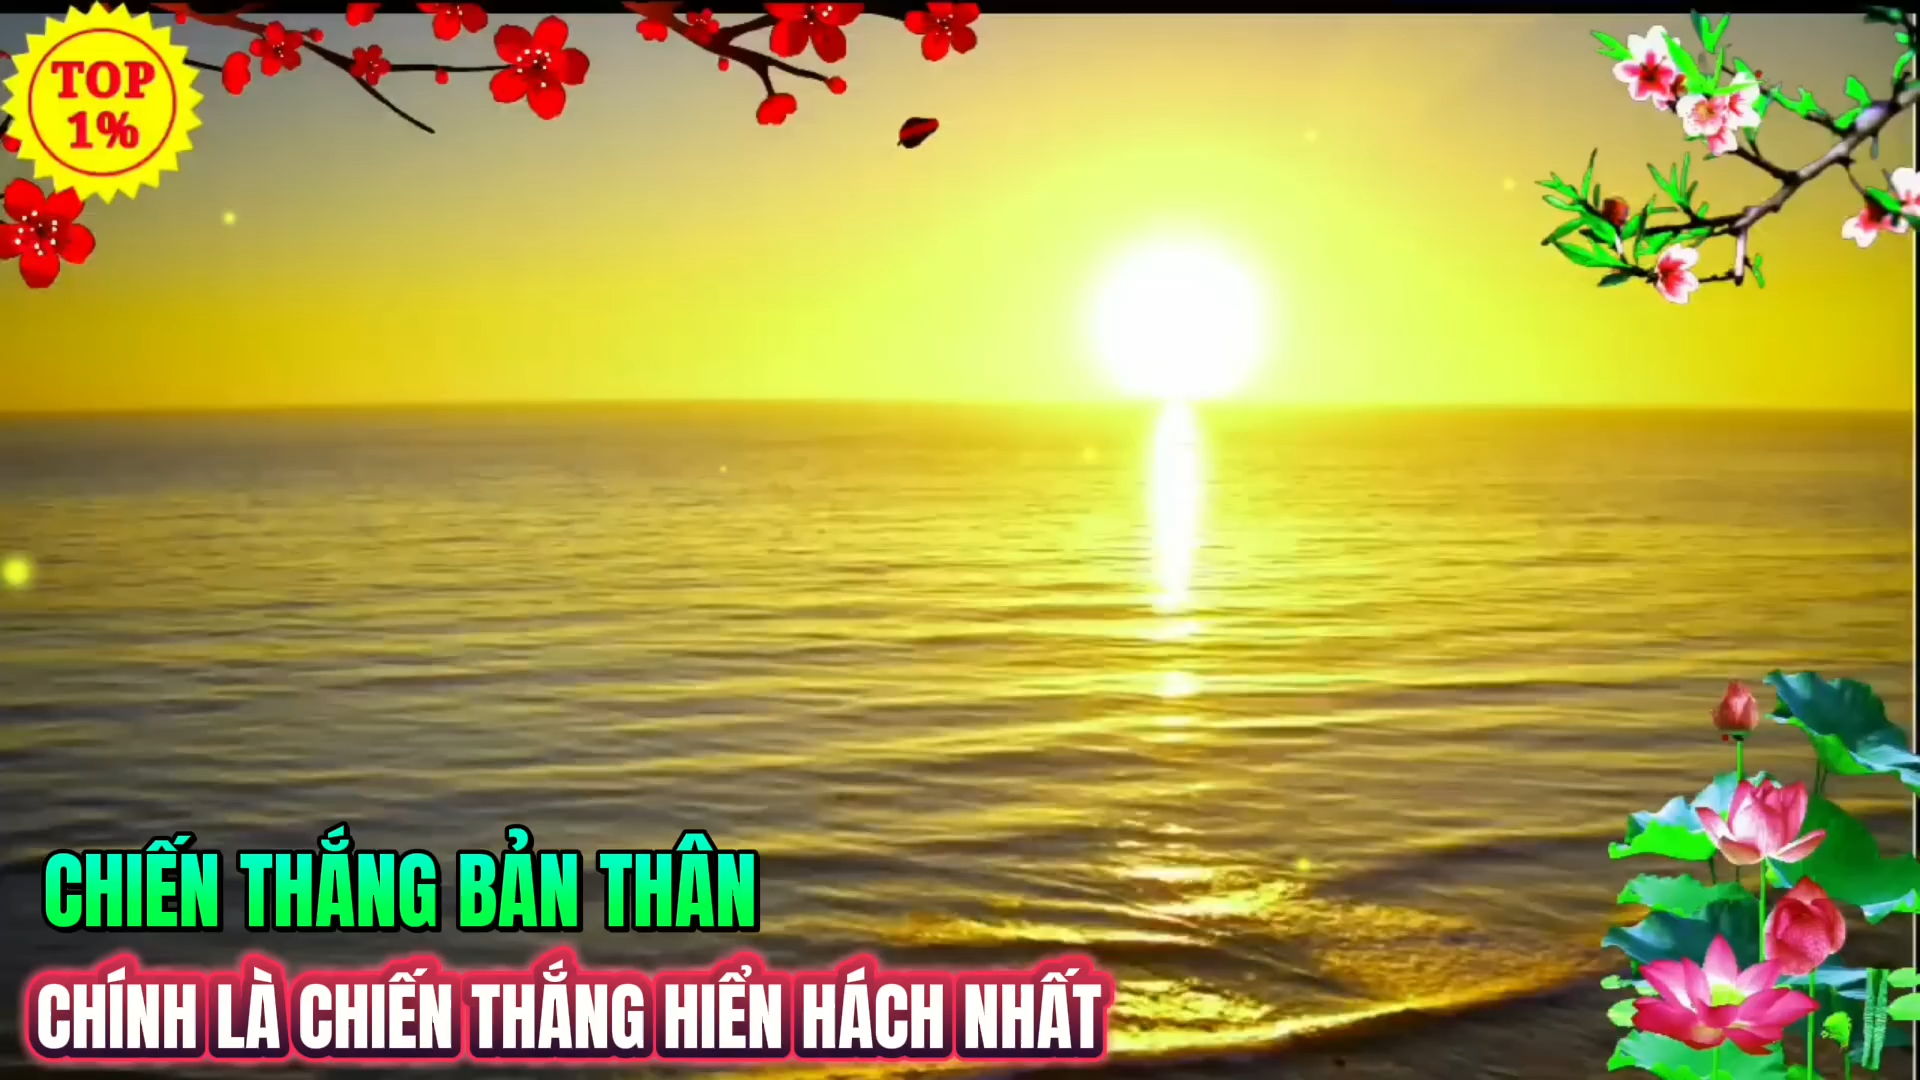 TOP
1%
CHIẾN THẮNG BẢN THÂN
CHÍNH LÀ CHIẾN THẮNG HIỂN HÁCH NHẤT